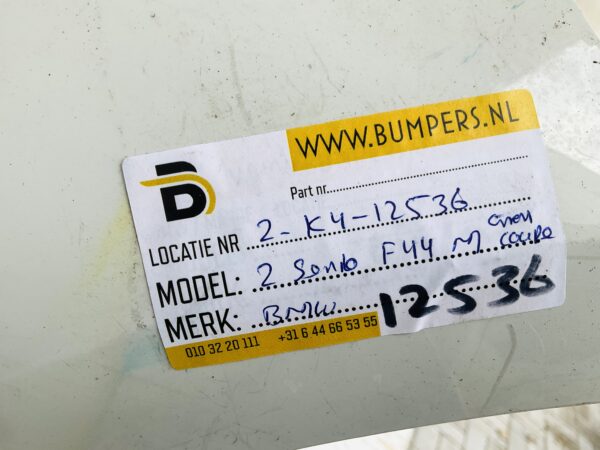 WWW.BUMPERS.NL
B
Part nr.
LOCATIE NR 2-K4-12536
MODEL: 2 Serie F44 M Gran Coupe
MERK: BMW
12536
010 32 20 111 +31 6 44 66 53 55